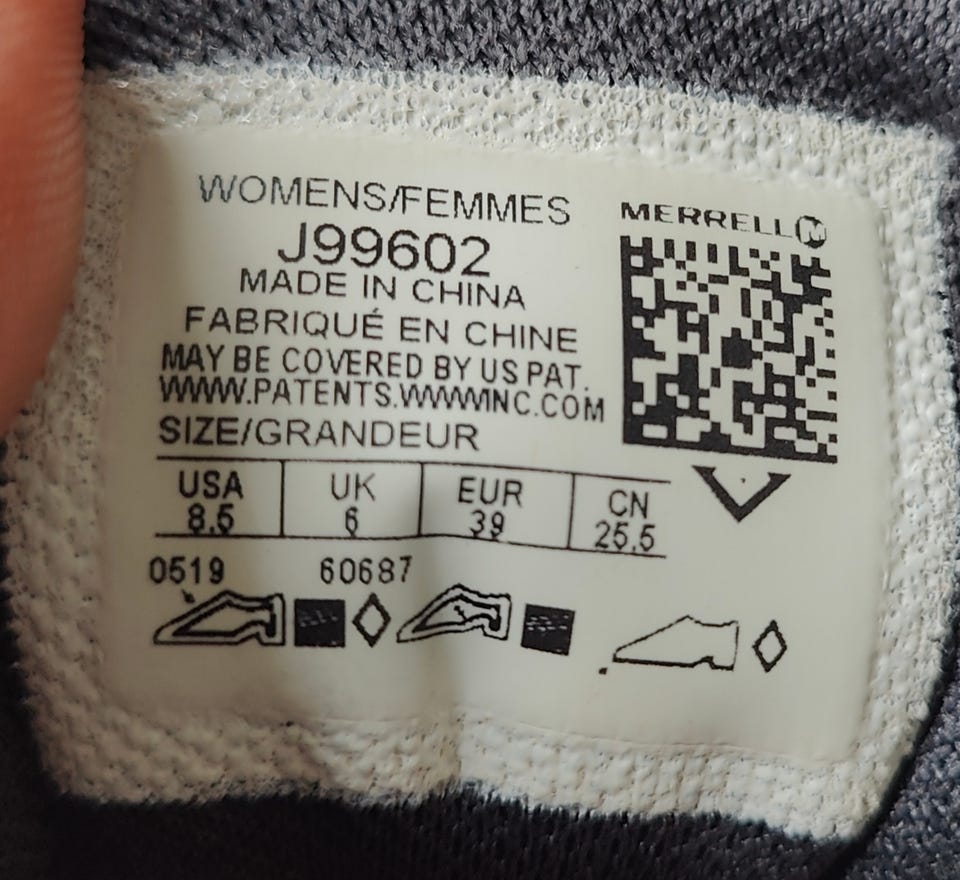 WOMENS/FEMMES
J99602
MADE IN CHINA
FABRIQUÉ EN CHINE
MAY BE COVERED BY US PAT.
WWW.PATENTS.WWWINC.COM
SIZE/GRANDEUR
USA UK EUR CN
8.5 6 39 25.5
0519 60687
MERRELL M